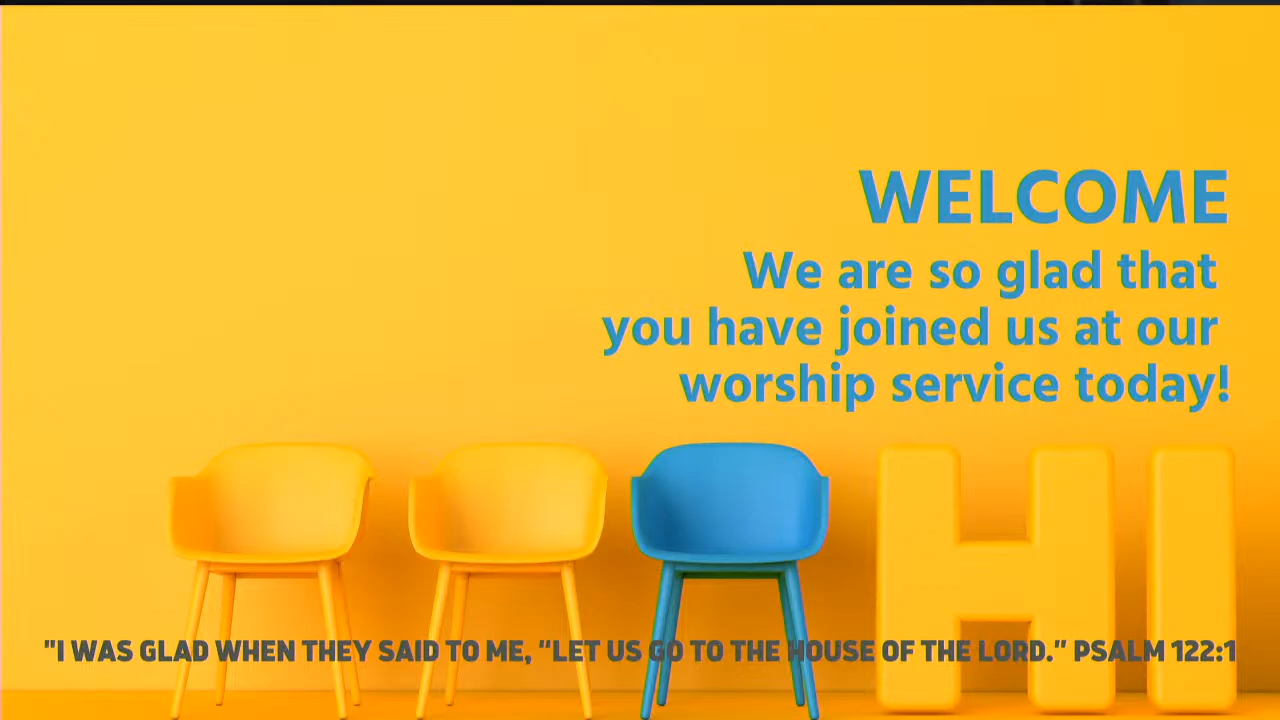 WELCOME
We are so glad that
you have joined us at our
worship service today!
HI
"I WAS GLAD WHEN THEY SAID TO ME, “LET US GO TO THE HOUSE OF THE LORD.” PSALM 122:1